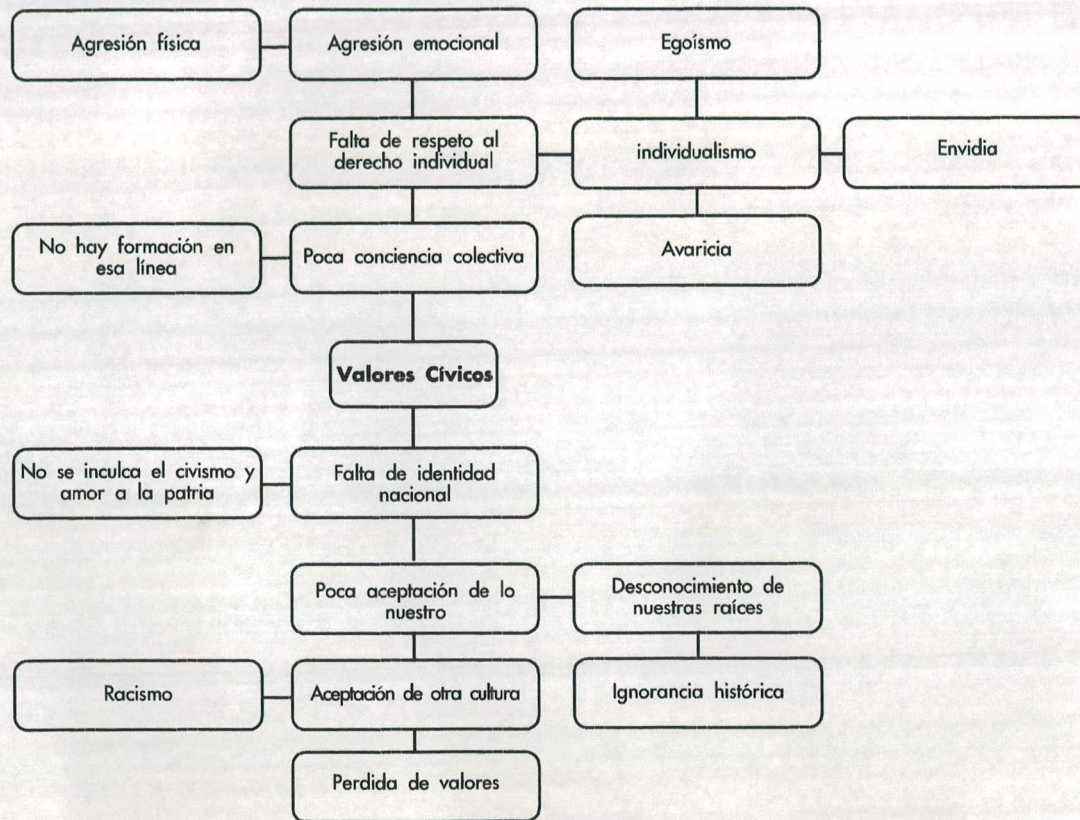 Agresión física
Agresión emocional
Egoísmo
Falta de respeto al
derecho individual
individualismo
Envidia
No hay formación en
esa línea
Poca conciencia colectiva
Avaricia
Valores Cívicos
No se inculca el civismo y
amor a la patria
Falta de identidad
nacional
Poca aceptación de lo
nuestro
Desconocimiento de
nuestras raíces
Racismo
Aceptación de otra cultura
Ignorancia histórica
Perdida de valores